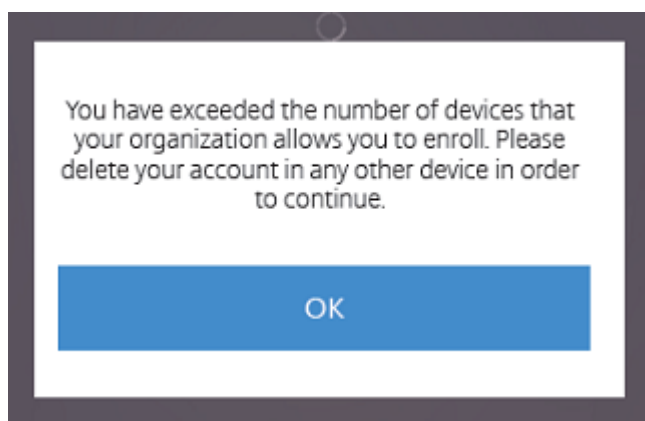 You have exceeded the number of devices that
your organization allows you to enroll. Please
delete your account in any other device in order
to continue.
OK